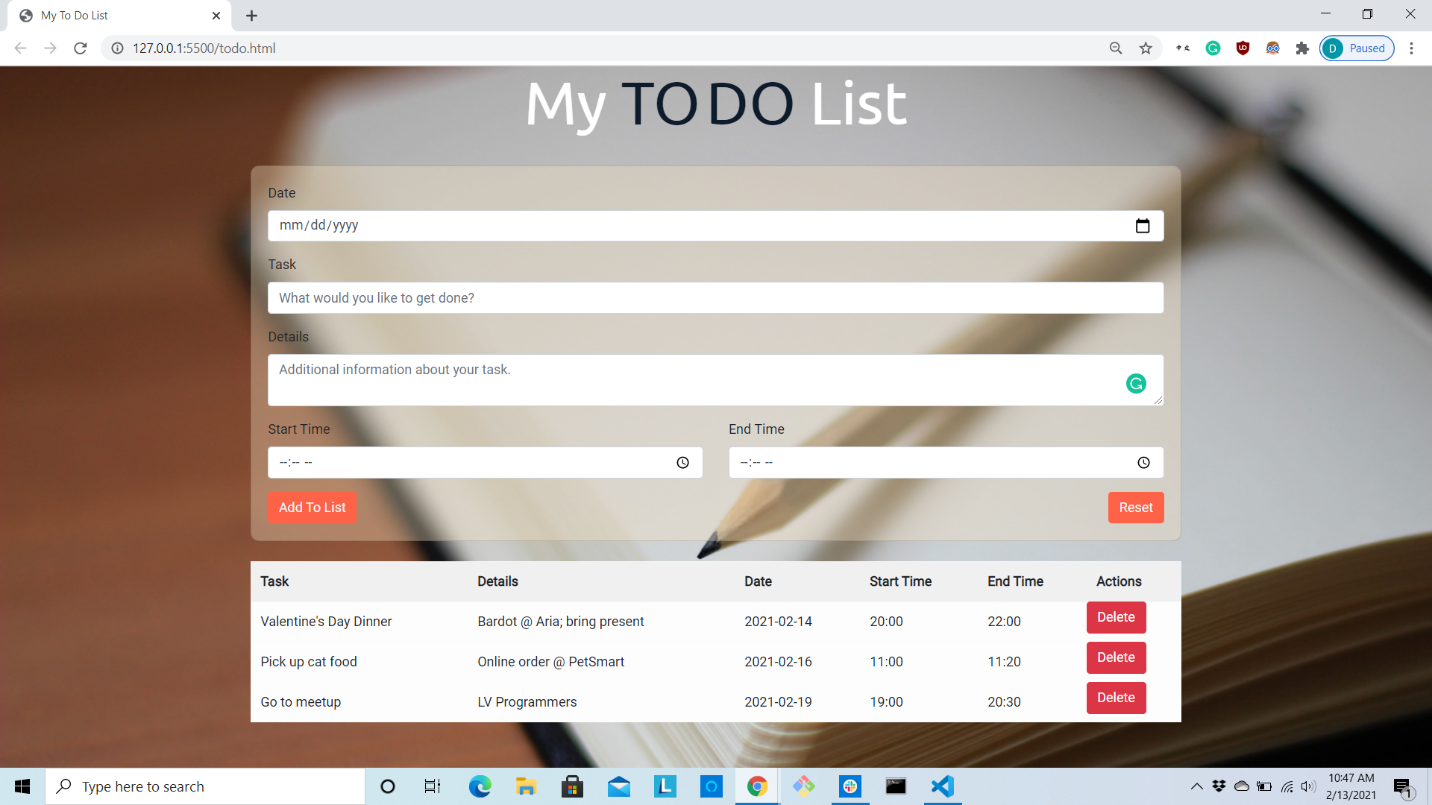 My To Do List
127.0.0.1:5500/todo.html
D Paused
My TO DO List
Date
mm/dd/yyyy
Task
What would you like to get done?
Details
Additional information about your task.
Start Time End Time
--:-- -- --:-- --
Add To List Reset
Task Details Date Start Time End Time Actions
Valentine's Day Dinner Bardot @ Aria; bring present 2021-02-14 20:00 22:00 Delete
Pick up cat food Online order @ PetSmart 2021-02-16 11:00 11:20 Delete
Go to meetup LV Programmers 2021-02-19 19:00 20:30 Delete
Type here to search L 10:47 AM
2/13/2021 1